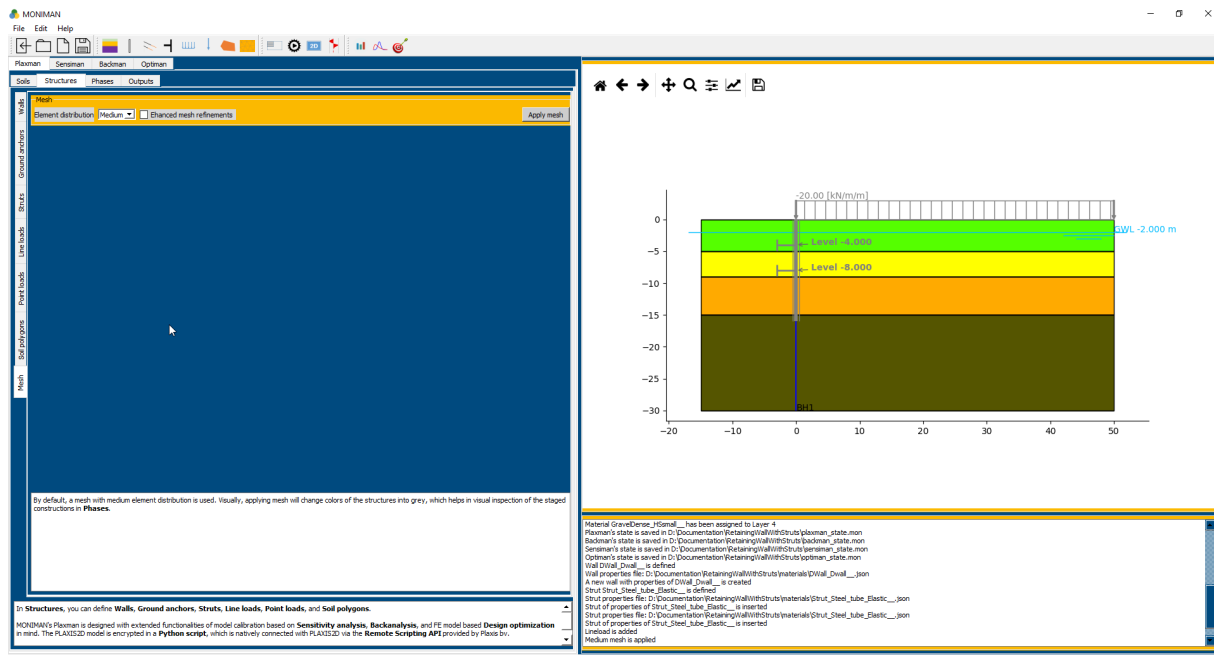 MONIMAN
File Edit Help
2D
Plaxman Sensiman Backman Optiman
Soils Structures Phases Outputs
Walls
Ground anchors
Struts
Line loads
Point loads
Soil polygons
Mesh
Mesh
Element distribution Medium Ehanced mesh refinements Apply mesh
By default, a mesh with medium element distribution is used. Visually, applying mesh will change colors of the structures into grey, which helps in visual inspection of the staged
constructions in Phases.
In Structures, you can define Walls, Ground anchors, Struts, Line loads, Point loads, and Soil polygons.
MONIMAN's Plaxman is designed with extended functionalities of model calibration based on Sensitivity analysis, Backanalysis, and FE model based Design optimization
in mind. The PLAXIS2D model is encrypted in a Python script, which is natively connected with PLAXIS2D via the Remote Scripting API provided by Plaxis bv.
-20.00 [kN/m/m]
GWL -2.000 m
Level -4.000
Level -8.000
BH1
0
−5
−10
−15
−20
−25
−30
−20 −10 0 10 20 30 40 50
Material GravelDense_HSsmall__ has been assigned to Layer 4
Plaxman's state is saved in D:\Documentation\RetainingWallWithStruts\plaxman_state.mon
Backman's state is saved in D:\Documentation\RetainingWallWithStruts\backman_state.mon
Sensiman's state is saved in D:\Documentation\RetainingWallWithStruts\sensiman_state.mon
Optiman's state is saved in D:\Documentation\RetainingWallWithStruts\optiman_state.mon
Wall DWall_Dwall__ is defined
Wall properties file: D:\Documentation\RetainingWallWithStruts\materials\DWall_Dwall__.json
A new wall with properties of DWall_Dwall__ is created
Strut Strut_Steel_tube_Elastic__ is defined
Strut properties file: D:\Documentation\RetainingWallWithStruts\materials\Strut_Steel_tube_Elastic__.json
Strut of properties of Strut_Steel_tube_Elastic__ is inserted
Strut properties file: D:\Documentation\RetainingWallWithStruts\materials\Strut_Steel_tube_Elastic__.json
Strut of properties of Strut_Steel_tube_Elastic__ is inserted
Lineload is added
Medium mesh is applied